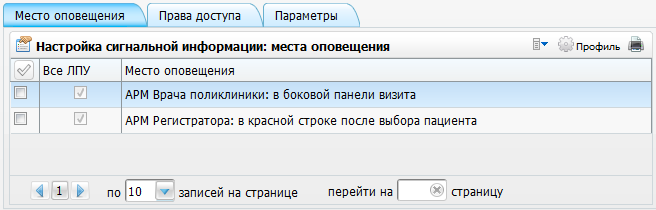 Место оповещения Права доступа Параметры
Настройка сигнальной информации: места оповещения Профиль
Все ЛПУ Место оповещения
АРМ Врача поликлиники: в боковой панели визита
АРМ Регистратора: в красной строке после выбора пациента
1 по 10 записей на странице перейти на страницу